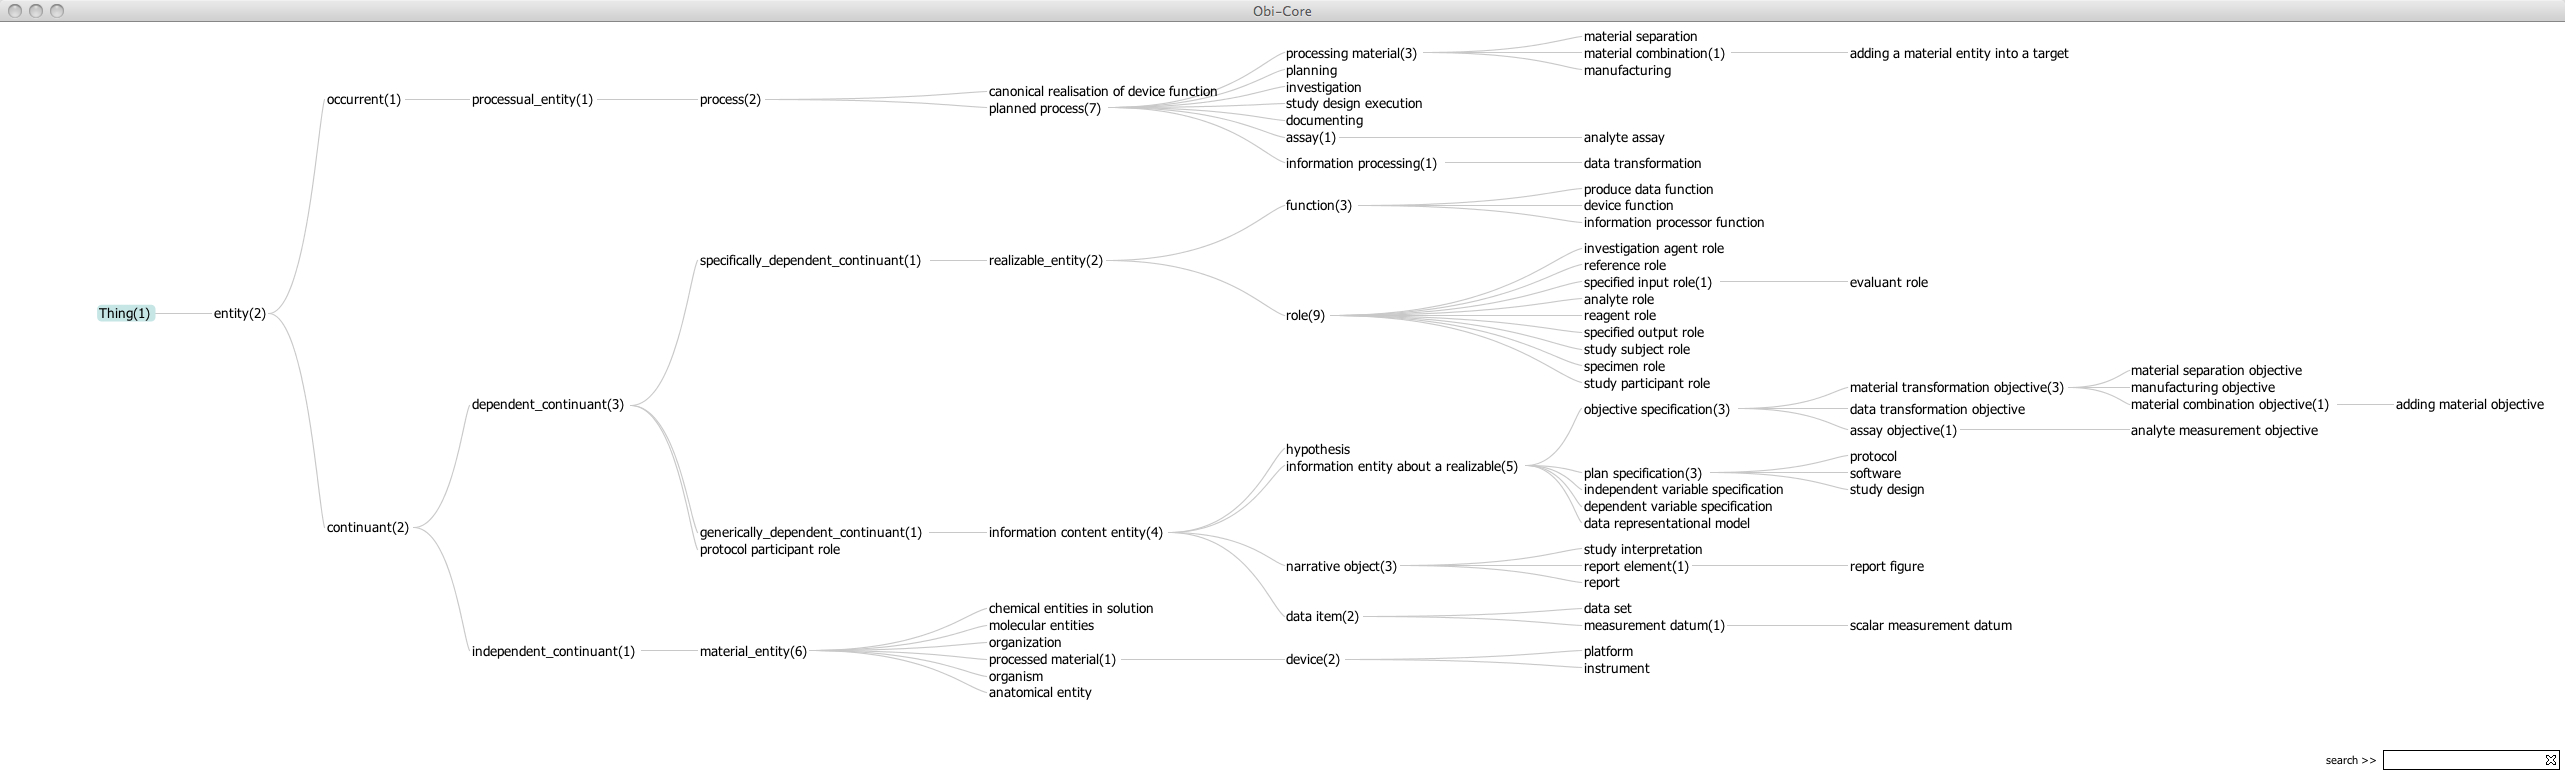 Obi-Core
Thing(1)
entity(2)
occurrent(1)
processual_entity(1)
process(2)
canonical realisation of device function
planned process(7)
processing material(3)
material separation
material combination(1)
adding a material entity into a target
manufacturing
planning
investigation
study design execution
documenting
assay(1)
analyte assay
information processing(1)
data transformation
continuant(2)
dependent_continuant(3)
specifically_dependent_continuant(1)
realizable_entity(2)
function(3)
produce data function
device function
information processor function
role(9)
investigation agent role
reference role
specified input role(1)
evaluant role
analyte role
reagent role
specified output role
study subject role
specimen role
study participant role
generically_dependent_continuant(1)
information content entity(4)
hypothesis
information entity about a realizable(5)
objective specification(3)
material transformation objective(3)
material separation objective
manufacturing objective
material combination objective(1)
adding material objective
data transformation objective
assay objective(1)
analyte measurement objective
plan specification(3)
protocol
software
study design
independent variable specification
dependent variable specification
data representational model
narrative object(3)
study interpretation
report element(1)
report figure
report
data item(2)
data set
measurement datum(1)
scalar measurement datum
protocol participant role
independent_continuant(1)
material_entity(6)
chemical entities in solution
molecular entities
organization
processed material(1)
device(2)
platform
instrument
organism
anatomical entity
search >>